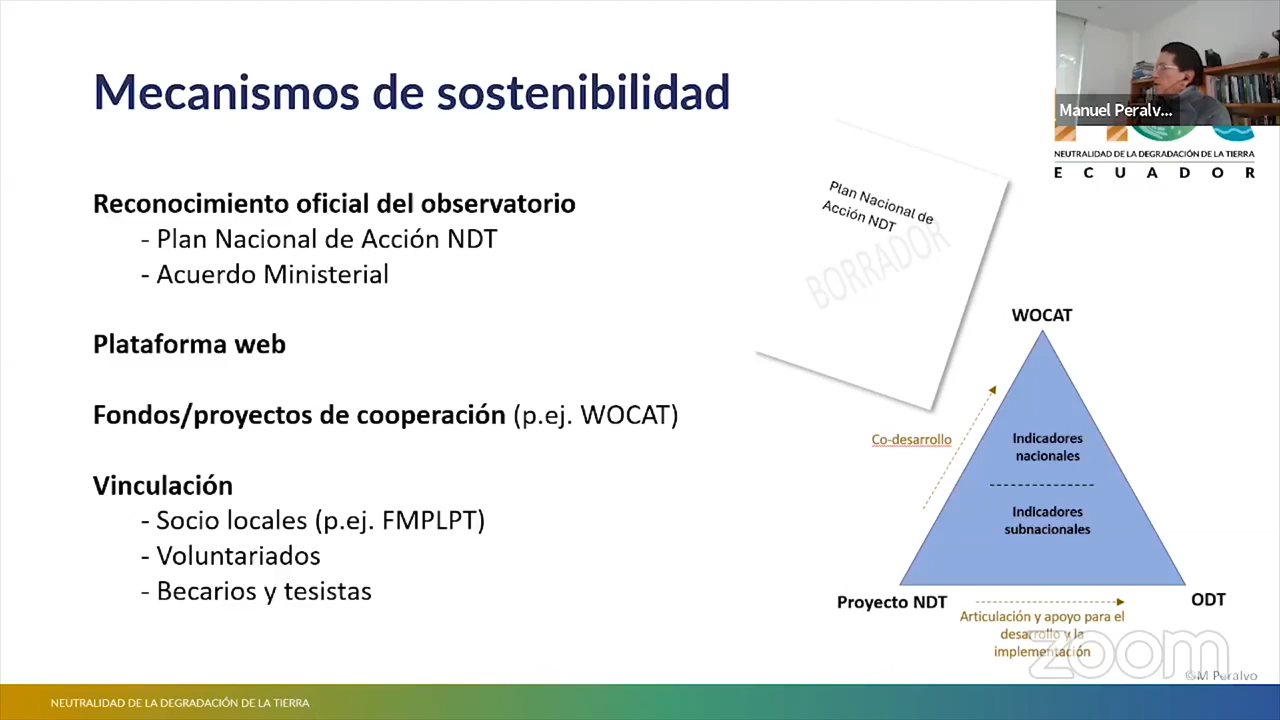 Mecanismos de sostenibilidad
Manuel Peralv...
NEUTRALIDAD DE LA DEGRADACIÓN DE LA TIERRA
E C U A D O R
Reconocimiento oficial del observatorio
- Plan Nacional de Acción NDT
- Acuerdo Ministerial
Plataforma web
Fondos/proyectos de cooperación (p.ej. WOCAT)
Vinculación
- Socio locales (p.ej. FMPLPT)
- Voluntariados
- Becarios y tesistas
Plan Nacional de
Acción NDT
BORRADOR
WOCAT
Co-desarrollo
Indicadores
nacionales
Indicadores
subnacionales
Proyecto NDT
ODT
Articulación y apoyo para el
desarrollo y la
implementación
zoom
©M Peralvo
NEUTRALIDAD DE LA DEGRADACIÓN DE LA TIERRA